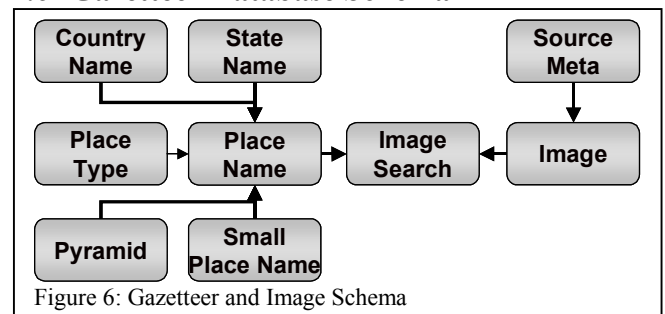 Country
Name
State
Name
Source
Meta
Place
Type
Place
Name
Image
Search
Image
Pyramid
Small
Place Name
Figure 6: Gazetteer and Image Schema